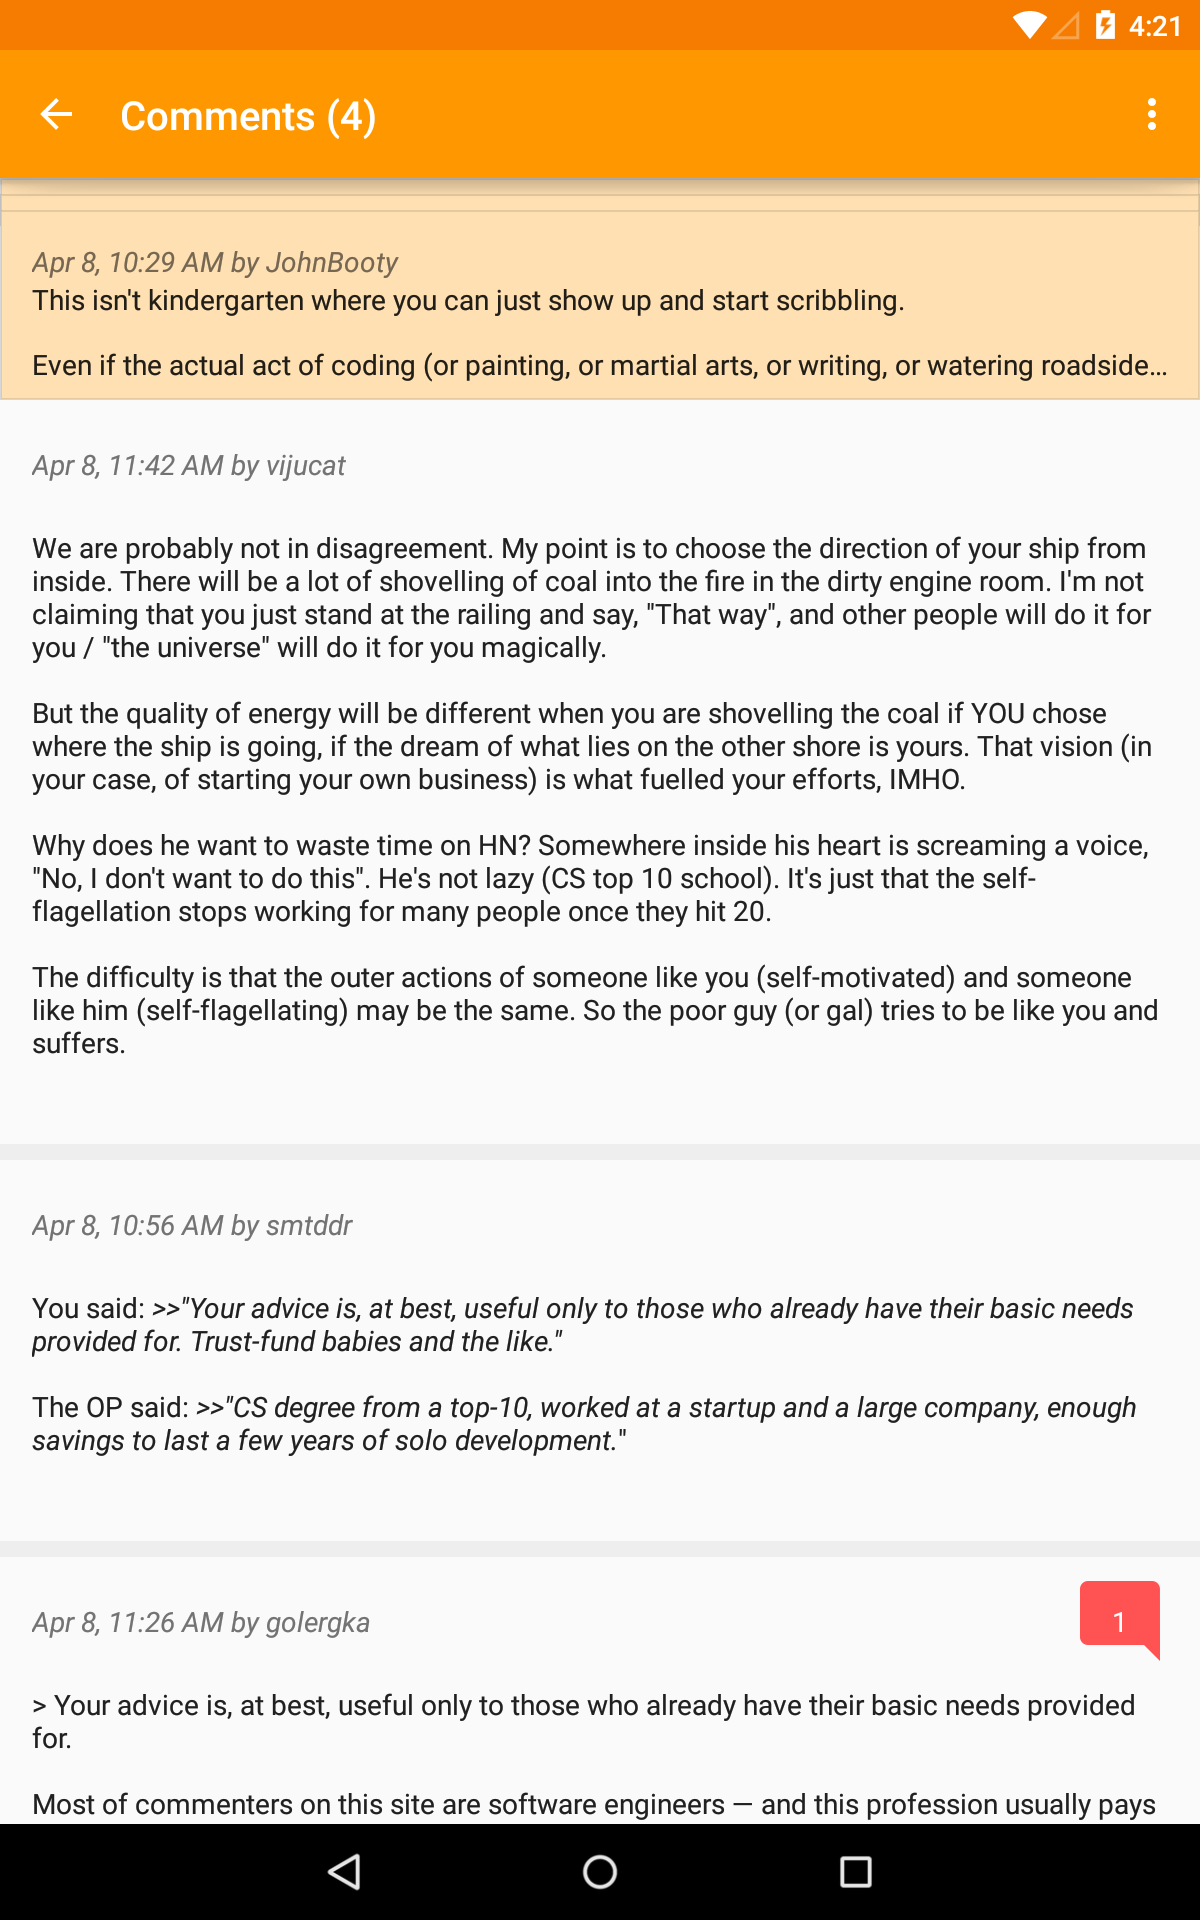 4:21
Comments (4)
Apr 8, 10:29 AM by JohnBooty
This isn't kindergarten where you can just show up and start scribbling.
Even if the actual act of coding (or painting, or martial arts, or writing, or watering roadside…
Apr 8, 11:42 AM by vijucat
We are probably not in disagreement. My point is to choose the direction of your ship from
inside. There will be a lot of shovelling of coal into the fire in the dirty engine room. I'm not
claiming that you just stand at the railing and say, "That way", and other people will do it for
you / "the universe" will do it for you magically.
But the quality of energy will be different when you are shovelling the coal if YOU chose
where the ship is going, if the dream of what lies on the other shore is yours. That vision (in
your case, of starting your own business) is what fuelled your efforts, IMHO.
Why does he want to waste time on HN? Somewhere inside his heart is screaming a voice,
"No, I don't want to do this". He's not lazy (CS top 10 school). It's just that the self-
flagellation stops working for many people once they hit 20.
The difficulty is that the outer actions of someone like you (self-motivated) and someone
like him (self-flagellating) may be the same. So the poor guy (or gal) tries to be like you and
suffers.
Apr 8, 10:56 AM by smtddr
You said: >>"Your advice is, at best, useful only to those who already have their basic needs
provided for. Trust-fund babies and the like."
The OP said: >>"CS degree from a top-10, worked at a startup and a large company, enough
savings to last a few years of solo development."
Apr 8, 11:26 AM by golergka
1
> Your advice is, at best, useful only to those who already have their basic needs provided
for.
Most of commenters on this site are software engineers — and this profession usually pays